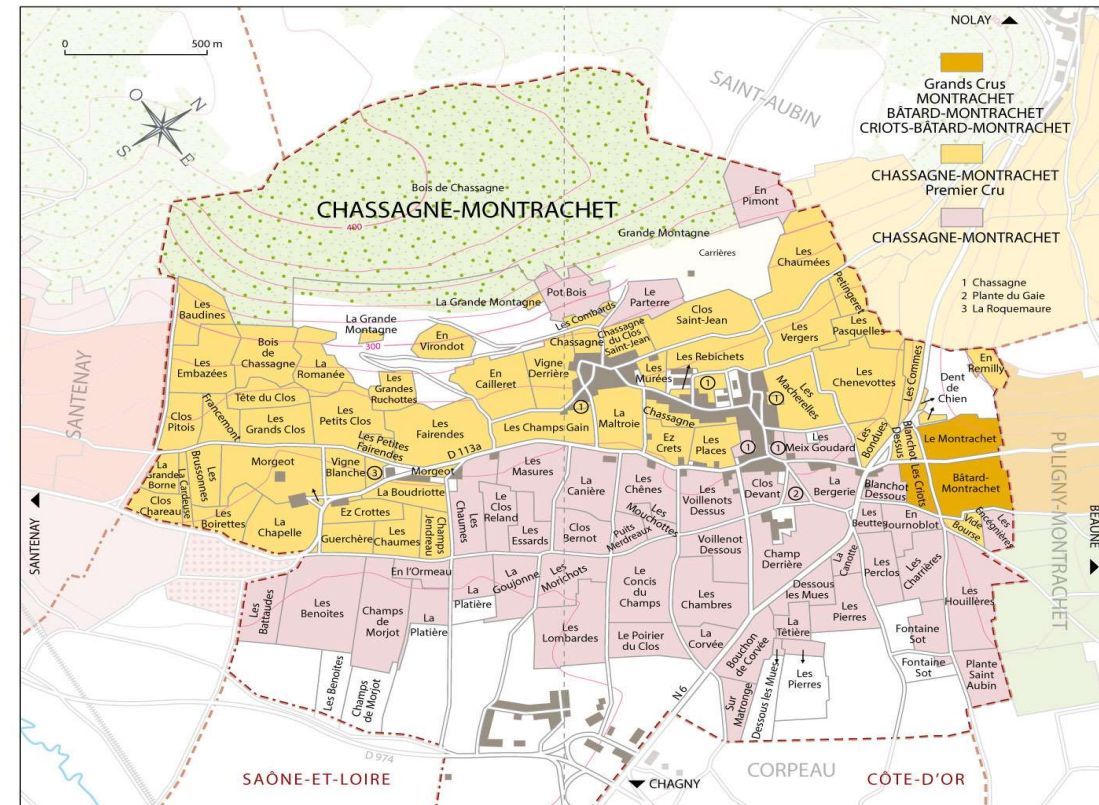 NOLAY
0
500 m
O
N
S
E
SAINT-AUBIN
Grands Crus
MONTRACHET
BÂTARD-MONTRACHET
CRIOTS-BÂTARD-MONTRACHET
CHASSAGNE-MONTRACHET
Premier Cru
CHASSAGNE-MONTRACHET
1 Chassagne
2 Plante du Gaie
3 La Roquemaure
Bois de Chassagne
CHASSAGNE-MONTRACHET
400
En
Pimont
Grande Montagne
Carrières
Les
Chaumées
Petingeret
La Grande Montagne
Pot Bois
Le
Parterre
Les
Baudines
La Grande
Montagne
300
En
Virondot
Les Combards
Chassagne
Chassagne
du Clos
Saint-Jean
Clos
Saint-Jean
Les
Vergers
Les
Pasquelles
Les Commes
En
Remilly
Dent
de
Chien
Les
Embazées
Bois
de
Chassagne
La
Romanée
Les
Grandes
Ruchottes
En
Cailleret
Vigne
Derrière
Les
Murées
Les Rebichets
1
1
1
Les
Macherelles
Les
Chenevottes
SANTENAY
Clos
Pitois
Francemont
Tête du Clos
Les
Grands Clos
Les
Petits Clos
Les Petites
Fairendes
Les
Fairendes
D 113a
Les Champs Gain
La
Maltroie
Chassagne
Ez
Crets
Les
Places
1
1
Les
Meix Goudard
Les
Bondues
Blanchot
Dessus
Le Montrachet
Bâtard-
Montrachet
Les Criots
PULIGNY-MONTRACHET
La
Grande
Borne
La Cardeuse
Les
Brussonnes
Clos
Chareau
Les
Boirettes
Morgeot
Vigne
Blanche
3
Morgeot
La Boudriotte
La
Chapelle
Ez Crottes
Guerchère
Les
Chaumes
Champs
Jendreau
Les
Chaumes
Les
Masures
Le
Clos
Reland
Les
Essards
La
Canière
Clos
Bernot
Les
Chênes
Les
Mouchottes
Puits
Merdreaux
Les
Voillenots
Dessus
Voillenot
Dessous
Clos
Devant
2
La
Bergerie
Blanchot
Dessous
Les
Beuttes
En
Journoblot
Vide
Bourse
Les
Encégnières
SANTENAY
BEAUNE
Champ
Derrière
La
Canotte
Les
Perclos
Les
Charrières
Les
Houillères
En l'Ormeau
La
Goujonne
Les
Morichots
Les
Battaudes
Les
Benoites
Champs
de
Morjot
La
Platière
La
Platière
Les
Lombardes
Le
Concis
du
Champs
Le Poirier
du Clos
Les
Chambres
La
Corvée
Dessous
les Mues
Les
Pierres
La
Têtière
Bouchon
de Corvée
Sur
Matronge
Dessous les Mues
Les
Pierres
Fontaine
Sot
Fontaine
Sot
Plante
Saint
Aubin
Les Benoites
Champs
de Morjot
N 6
D 974
SAÔNE-ET-LOIRE
CHAGNY
CORPEAU
CÔTE-D'OR